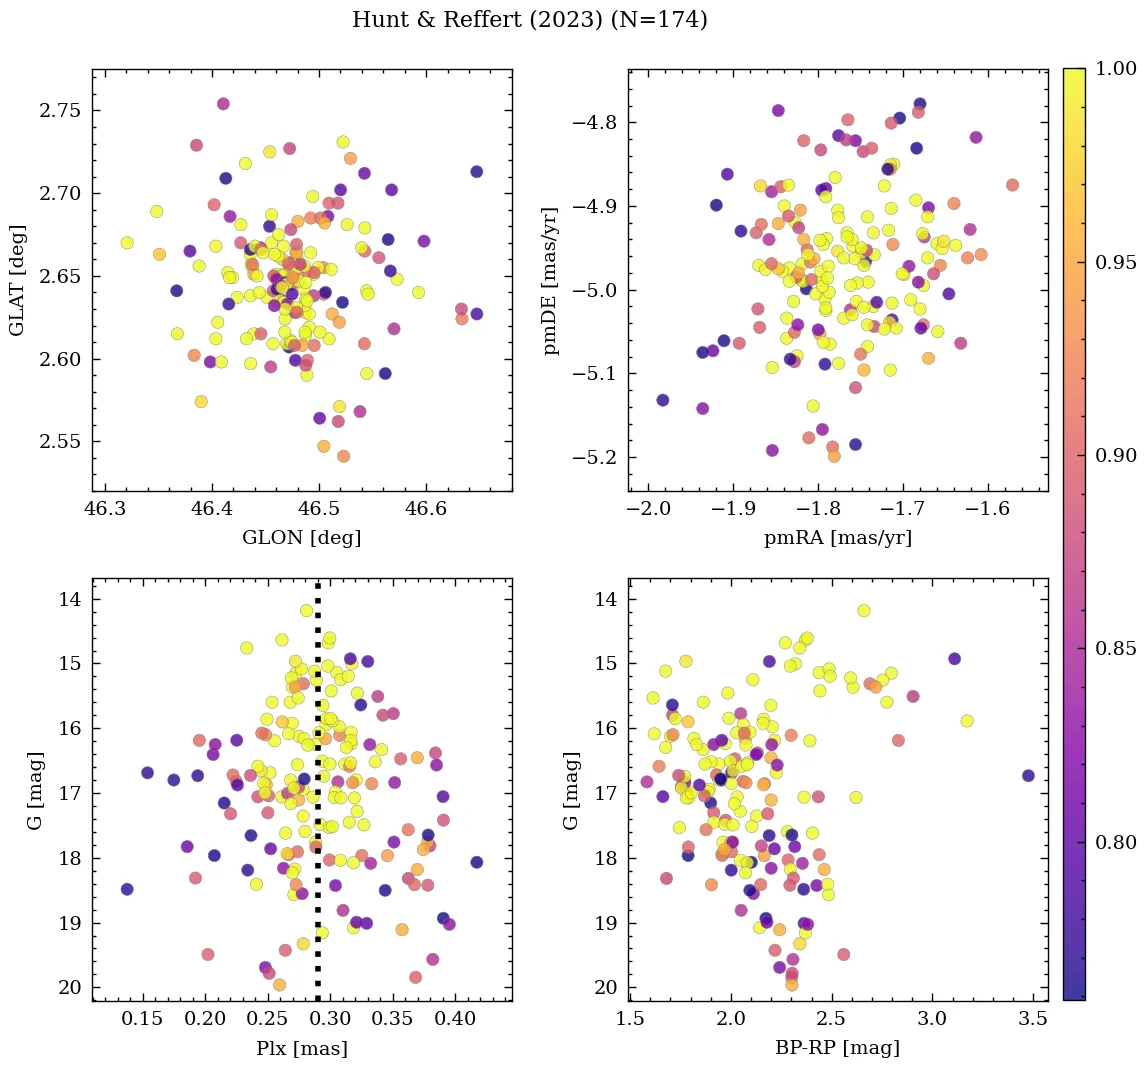 Hunt & Reffert (2023) (N=174)
2.75
2.70
2.65
2.60
2.55
GLAT [deg]
46.3 46.4 46.5 46.6
GLON [deg]
−4.8
−4.9
−5.0
−5.1
−5.2
pmDE [mas/yr]
−2.0 −1.9 −1.8 −1.7 −1.6
pmRA [mas/yr]
1.00
0.95
0.90
0.85
0.80
14
15
16
17
18
19
20
G [mag]
0.15 0.20 0.25 0.30 0.35 0.40
Plx [mas]
14
15
16
17
18
19
20
G [mag]
1.5 2.0 2.5 3.0 3.5
BP-RP [mag]